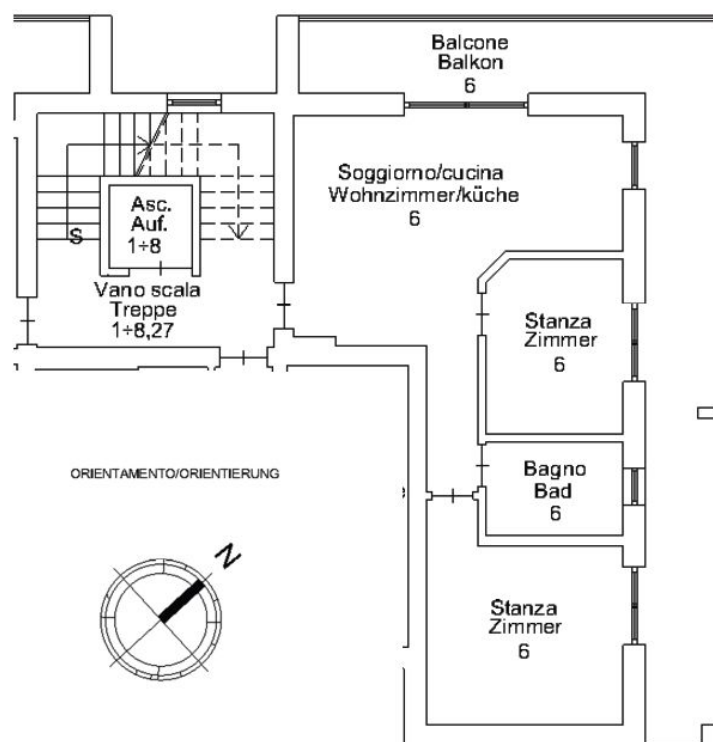 Balcone
Balkon
6
Soggiorno/cucina
Wohnzimmer/küche
6
Asc.
Auf.
1÷8
S
Vano scala
Treppe
1÷8,27
Stanza
Zimmer
6
ORIENTAMENTO/ORIENTIERUNG
N
Bagno
Bad
6
Stanza
Zimmer
6